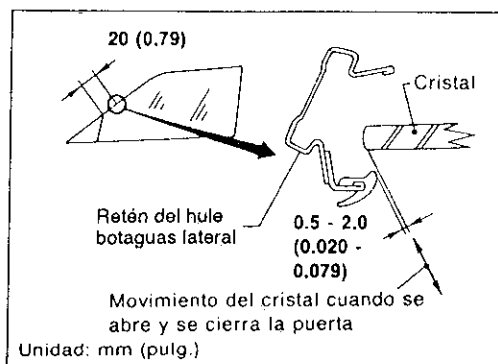 20 (0.79)
Cristal
Retén del hule
botaguas lateral
0.5 - 2.0
(0.020 -
0.079)
Movimiento del cristal cuando se
abre y se cierra la puerta
Unidad: mm (pulg.)